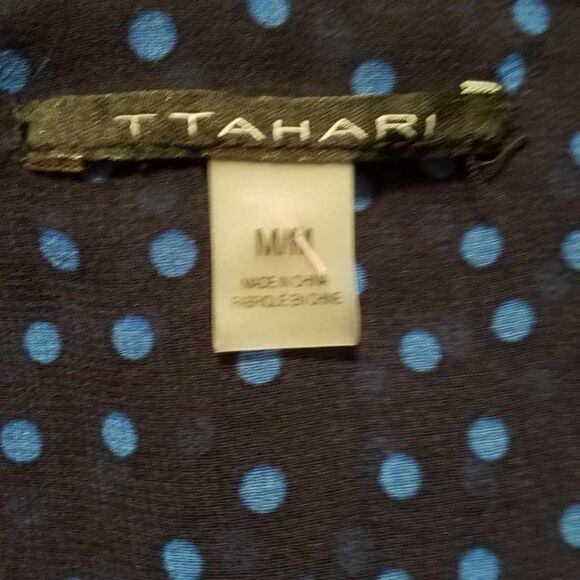 T TAHARI
M/M
MADE IN CHINA
FABRIQUE EN CHINE